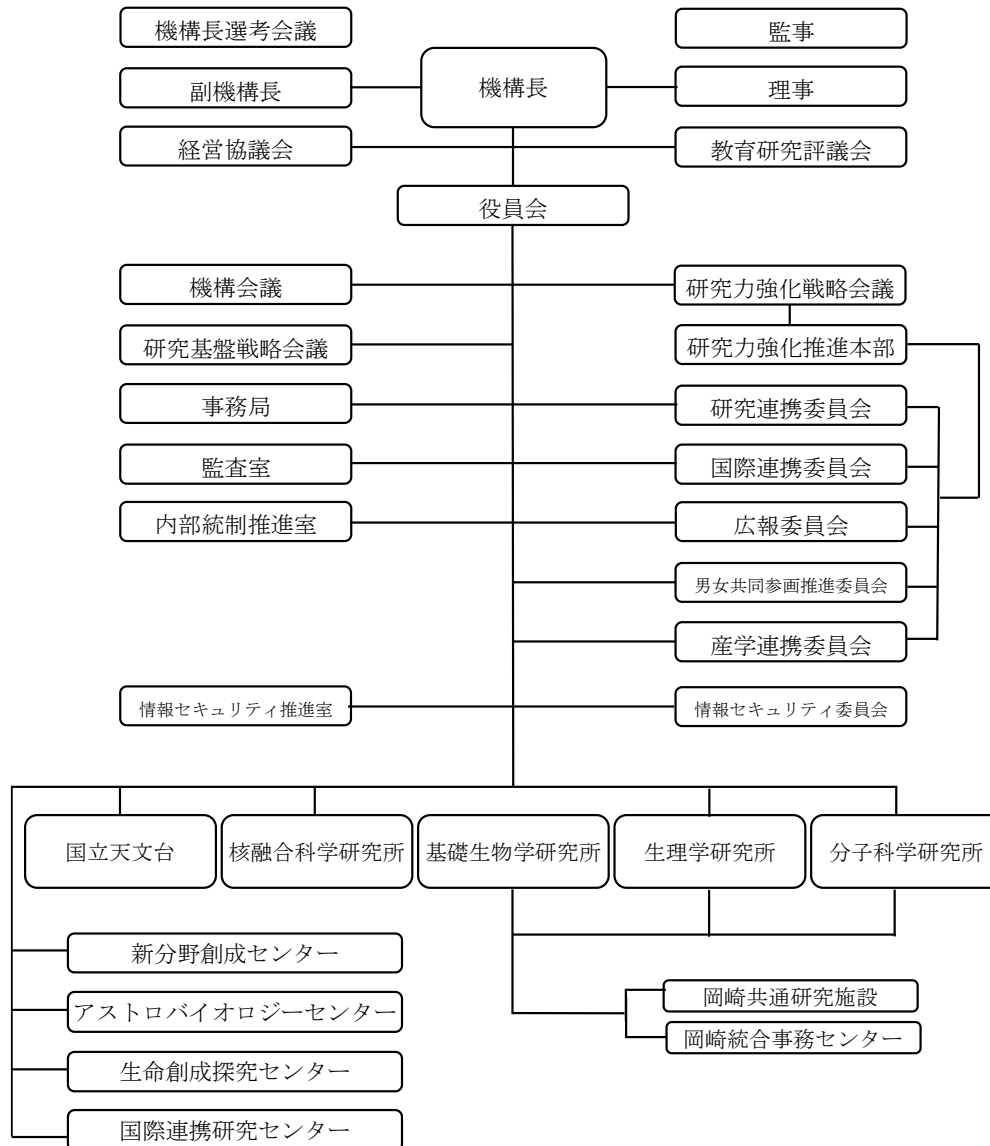 機構長選考会議
監事
副機構長
機構長
理事
経営協議会
教育研究評議会
役員会
機構会議
研究力強化戦略会議
研究基盤戦略会議
研究力強化推進本部
事務局
研究連携委員会
監査室
国際連携委員会
内部統制推進室
広報委員会
男女共同参画推進委員会
産学連携委員会
情報セキュリティ推進室
情報セキュリティ委員会
国立天文台
核融合科学研究所
基礎生物学研究所
生理学研究所
分子科学研究所
新分野創成センター
アストロバイオロジーセンター
生命創成探究センター
国際連携研究センター
岡崎共通研究施設
岡崎統合事務センター